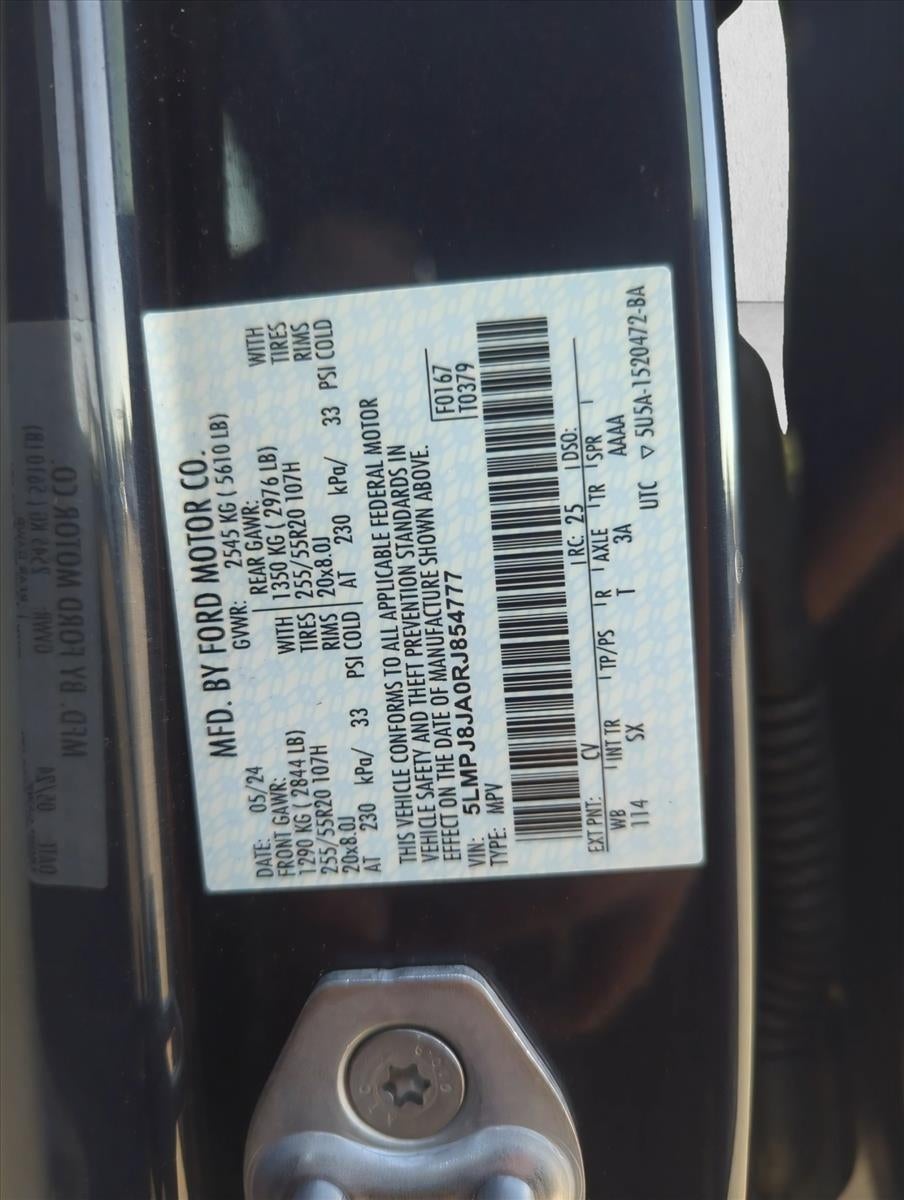 MFD. BY FORD MOTOR CO.
DATE: 05/24 GVWR: 2545 KG ( 5610 LB)
FRONT GAWR: REAR GAWR: WITH
1290 KG ( 2844 LB) WITH 1350 KG ( 2976 LB) TIRES
255/55R20 107H TIRES 255/55R20 107H RIMS
20x8.0J RIMS 20x8.0J
AT 230 kPa/ 33 PSI COLD AT 230 kPa/ 33 PSI COLD
THIS VEHICLE CONFORMS TO ALL APPLICABLE FEDERAL MOTOR
VEHICLE SAFETY AND THEFT PREVENTION STANDARDS IN
EFFECT ON THE DATE OF MANUFACTURE SHOWN ABOVE.
VIN: 5LMPJ8JA0RJ854777 F0167
TYPE: MPV T0379
EXT PNT: CV RC: 25 DSO:
WB INT TR TP/PS R AXLE TR SPR
114 SX T 3A AAAA
UTC ▽ 5U5A-1520472-BA